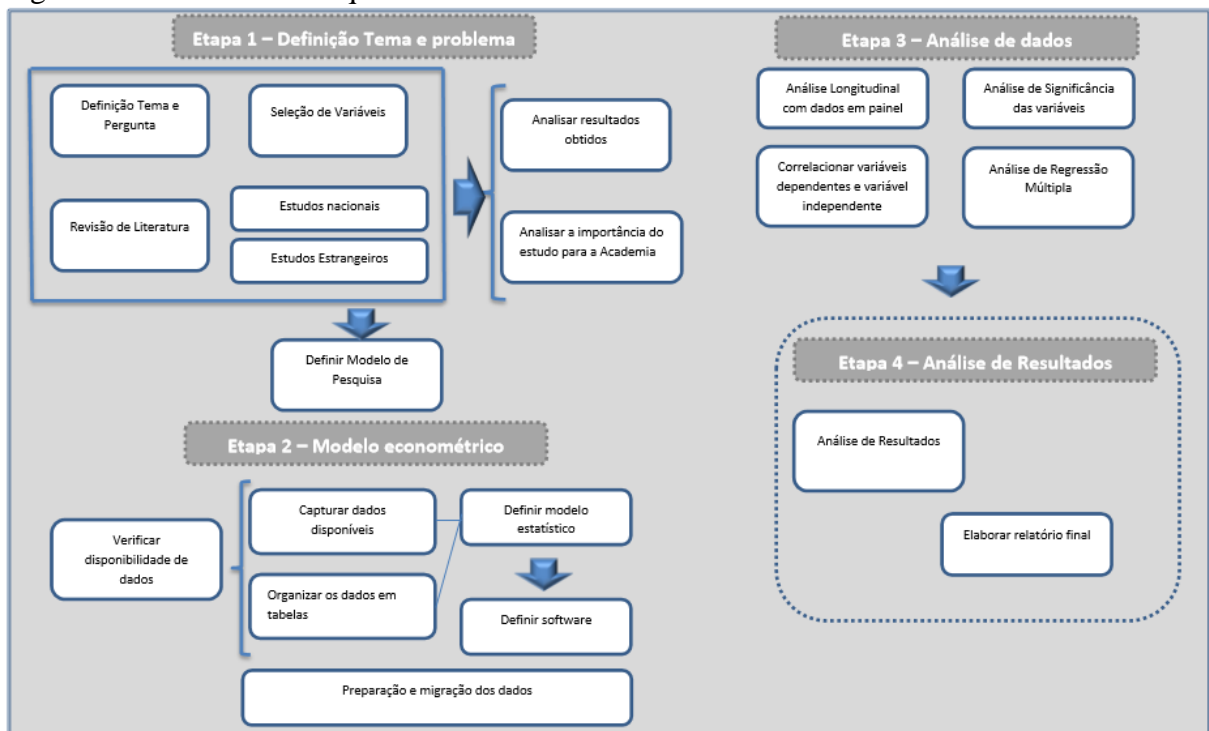 Etapa 1 – Definição Tema e problema
Definição Tema e
Pergunta
Seleção de Variáveis
Revisão de Literatura
Estudos nacionais
Estudos Estrangeiros
Analisar resultados
obtidos
Analisar a importância do
estudo para a Academia
Definir Modelo de
Pesquisa
Etapa 2 – Modelo econométrico
Verificar
disponibilidade de
dados
Capturar dados
disponíveis
Organizar os dados em
tabelas
Definir modelo
estatístico
Definir software
Preparação e migração dos dados
Etapa 3 – Análise de dados
Análise Longitudinal
com dados em painel
Análise de Significância
das variáveis
Correlacionar variáveis
dependentes e variável
independente
Análise de Regressão
Múltipla
Etapa 4 – Análise de Resultados
Análise de Resultados
Elaborar relatório final